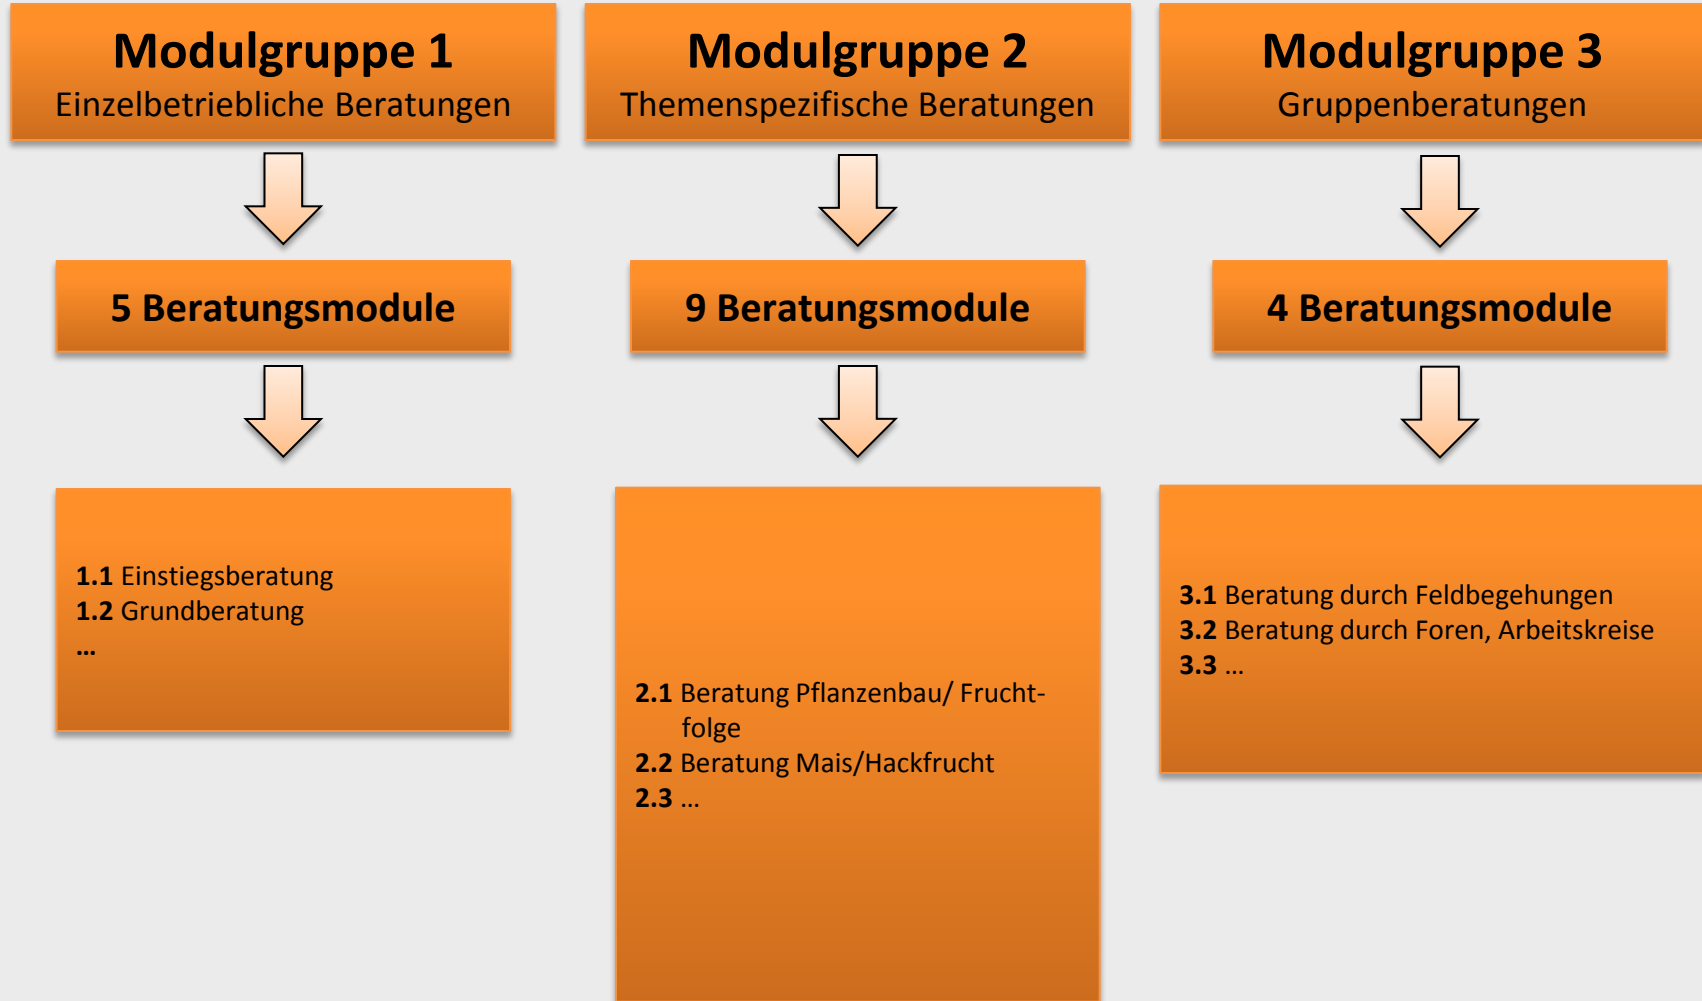 Modulgruppe 1
Einzelbetriebliche Beratungen
Modulgruppe 2
Themenspezifische Beratungen
Modulgruppe 3
Gruppenberatungen
5 Beratungsmodule
9 Beratungsmodule
4 Beratungsmodule
1.1 Einstiegsberatung
1.2 Grundberatung
...
2.1 Beratung Pflanzenbau/ Frucht-
folge
2.2 Beratung Mais/Hackfrucht
2.3 ...
3.1 Beratung durch Feldbegehungen
3.2 Beratung durch Foren, Arbeitskreise
3.3 ...